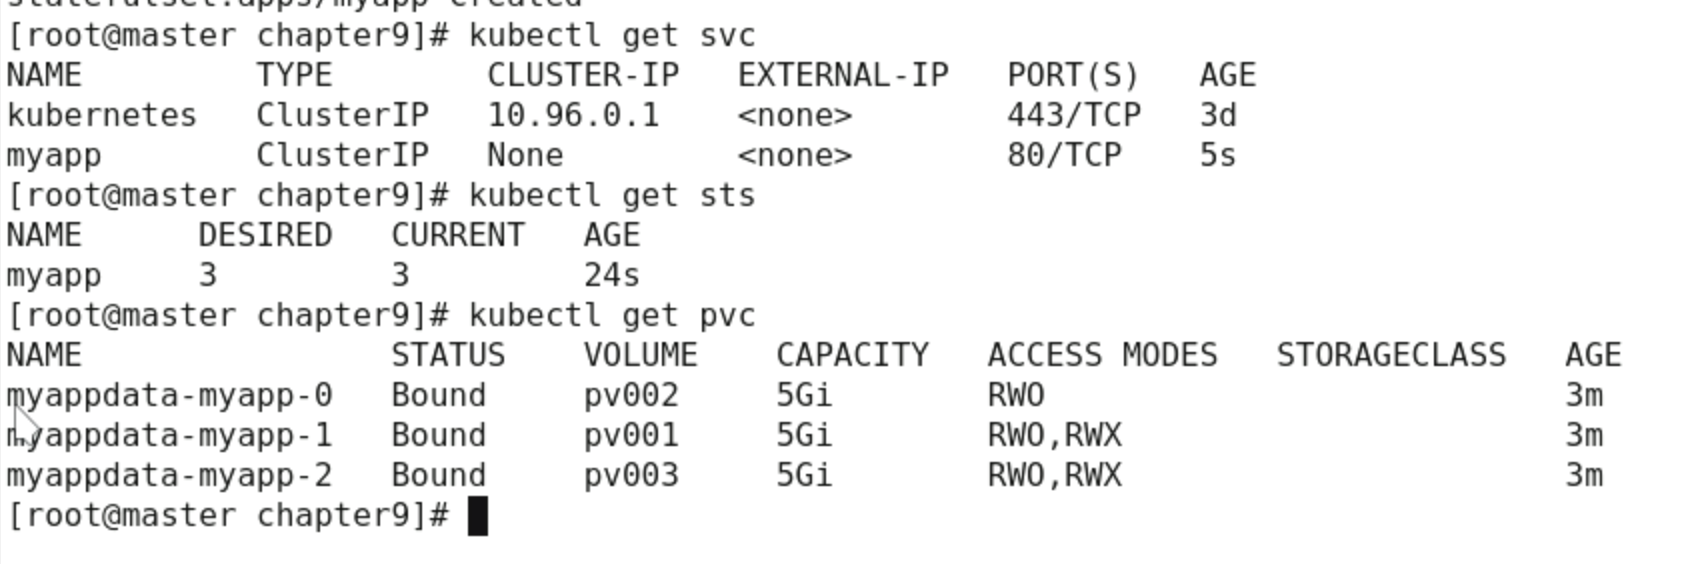 statefulset.apps/myapp created
[root@master chapter9]# kubectl get svc
NAME TYPE CLUSTER-IP EXTERNAL-IP PORT(S) AGE
kubernetes ClusterIP 10.96.0.1 <none> 443/TCP 3d
myapp ClusterIP None <none> 80/TCP 5s
[root@master chapter9]# kubectl get sts
NAME DESIRED CURRENT AGE
myapp 3 3 24s
[root@master chapter9]# kubectl get pvc
NAME STATUS VOLUME CAPACITY ACCESS MODES STORAGECLASS AGE
myappdata-myapp-0 Bound pv002 5Gi RWO 3m
myappdata-myapp-1 Bound pv001 5Gi RWO,RWX 3m
myappdata-myapp-2 Bound pv003 5Gi RWO,RWX 3m
[root@master chapter9]#